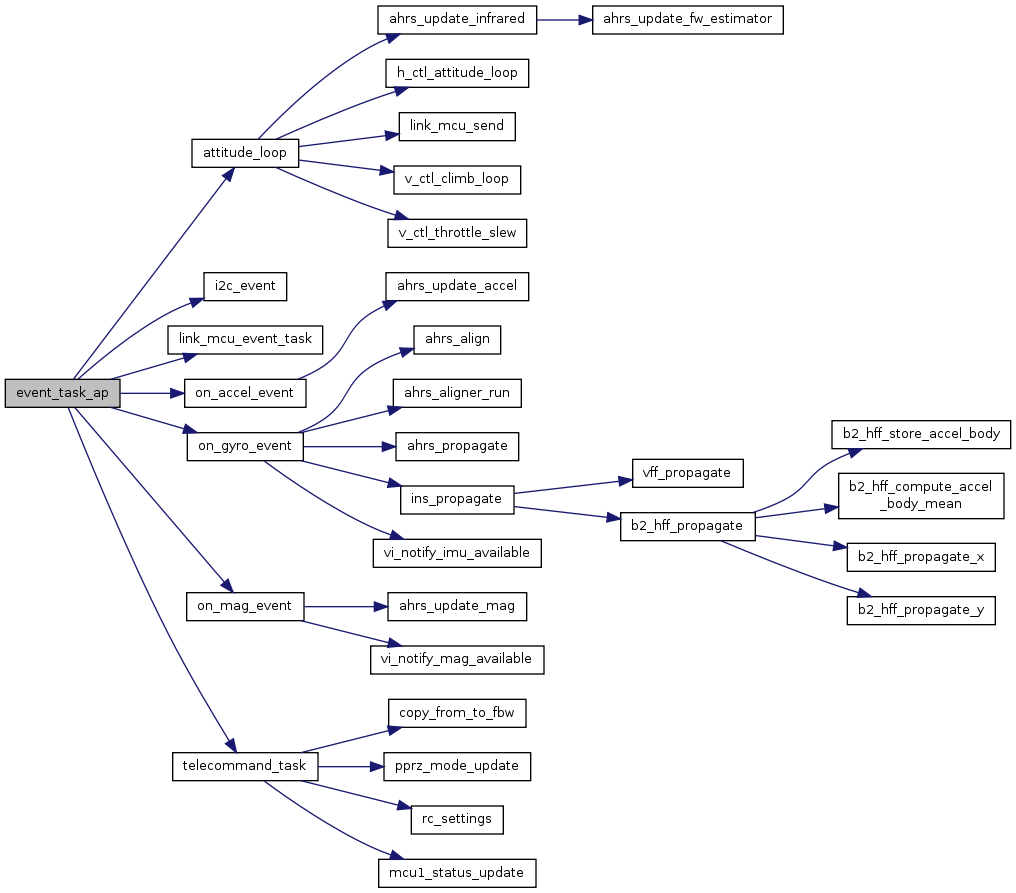 ahrs_update_infrared
ahrs_update_fw_estimator
h_ctl_attitude_loop
link_mcu_send
attitude_loop
v_ctl_climb_loop
v_ctl_throttle_slew
i2c_event
ahrs_update_accel
link_mcu_event_task
ahrs_align
event_task_ap
on_accel_event
ahrs_aligner_run
b2_hff_store_accel_body
on_gyro_event
ahrs_propagate
vff_propagate
b2_hff_compute_accel
_body_mean
ins_propagate
b2_hff_propagate
vi_notify_imu_available
b2_hff_propagate_x
on_mag_event
ahrs_update_mag
b2_hff_propagate_y
vi_notify_mag_available
copy_from_to_fbw
telecommand_task
pprz_mode_update
rc_settings
mcu1_status_update